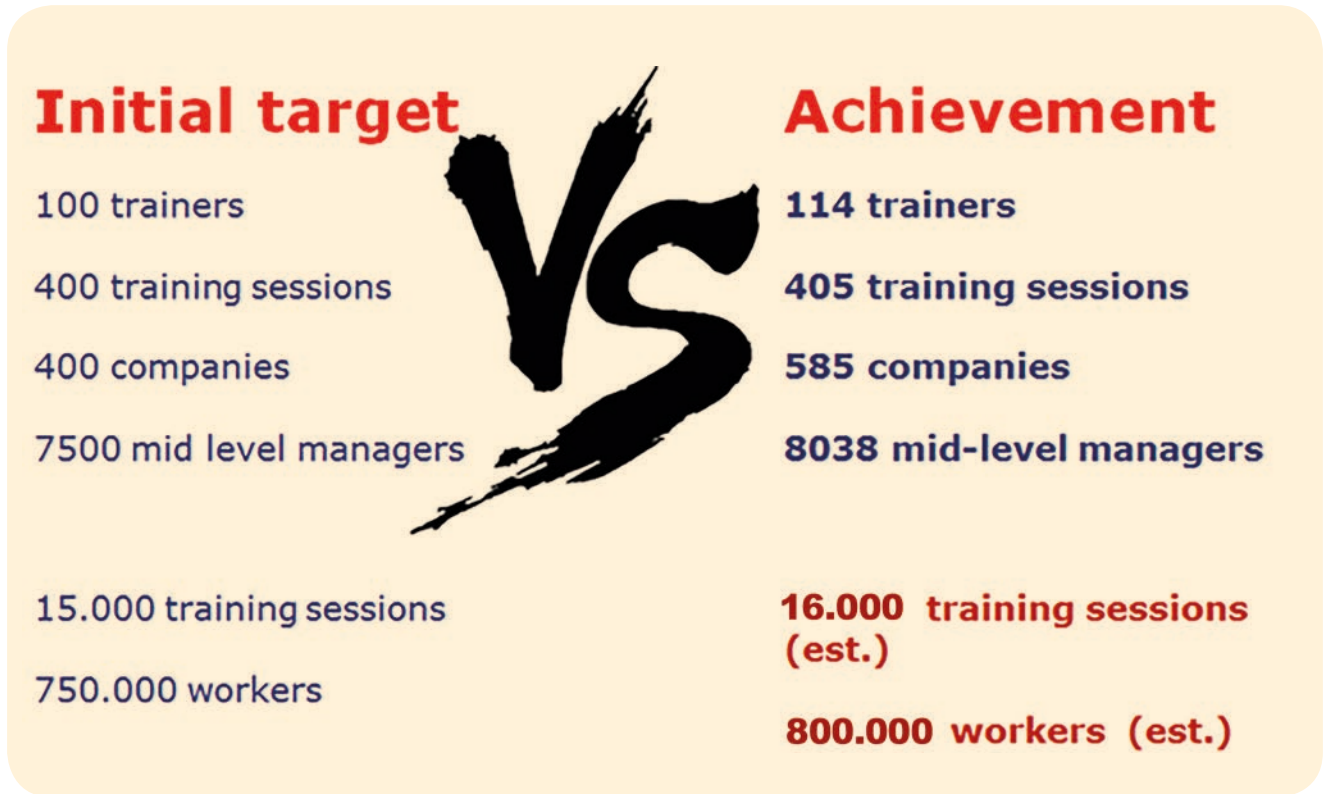 Initial target
VS
Achievement
100 trainers
400 training sessions
400 companies
7500 mid level managers
15.000 training sessions
750.000 workers
114 trainers
405 training sessions
585 companies
8038 mid-level managers
16.000 training sessions
(est.)
800.000 workers (est.)